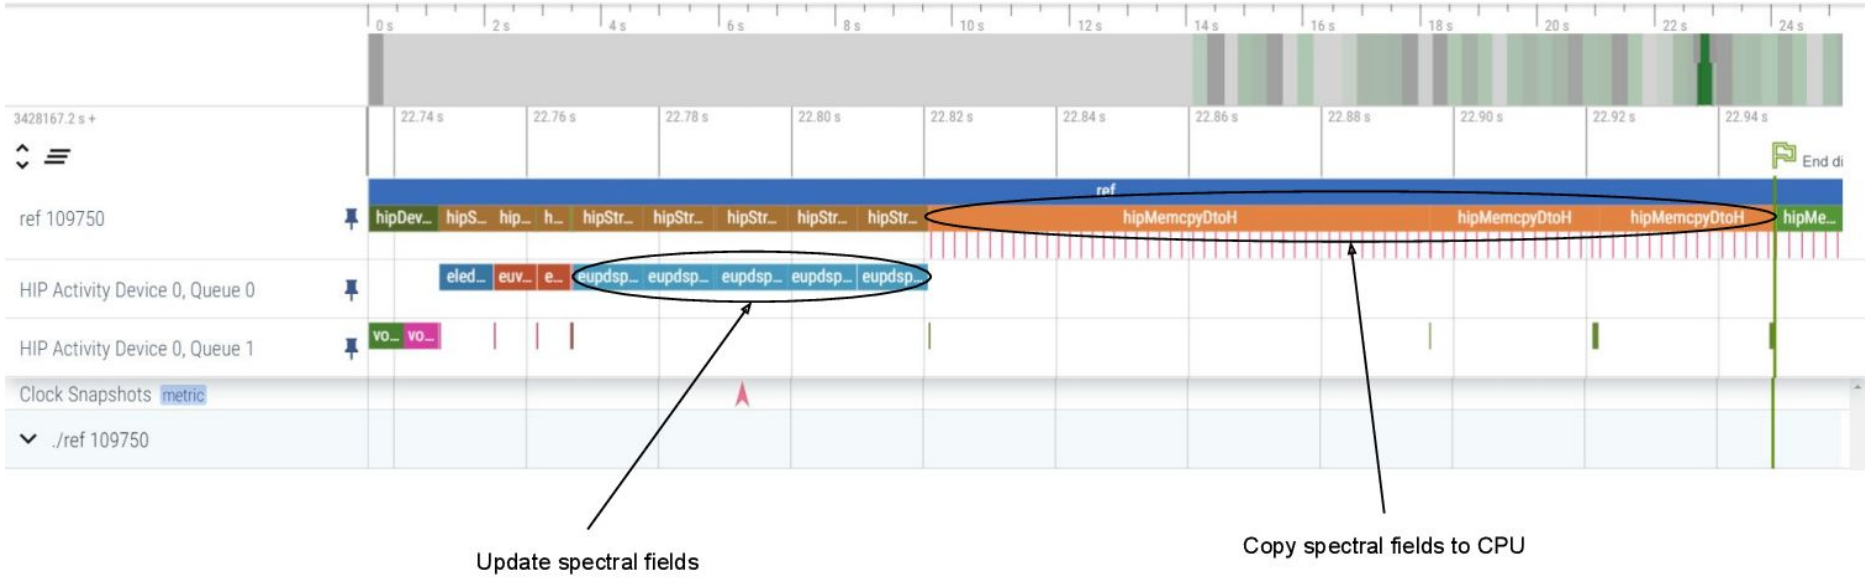 0 s 2 s 4 s 6 s 8 s 10 s 12 s 14 s 16 s 18 s 20 s 22 s 24 s
3428167.2 s + 22.74 s 22.76 s 22.78 s 22.80 s 22.82 s 22.84 s 22.86 s 22.88 s 22.90 s 22.92 s 22.94 s
End di
ref
ref 109750 hipDev... hipS... hip... h... hipStr... hipStr... hipStr... hipStr... hipStr... hipMemcpyDtoH hipMemcpyDtoH hipMemcpyDtoH hipMe...
HIP Activity Device 0, Queue 0 eled... euv... e... eupdsp... eupdsp... eupdsp... eupdsp... eupdsp...
HIP Activity Device 0, Queue 1 vo... vo...
Clock Snapshots metric
./ref 109750
Update spectral fields
Copy spectral fields to CPU